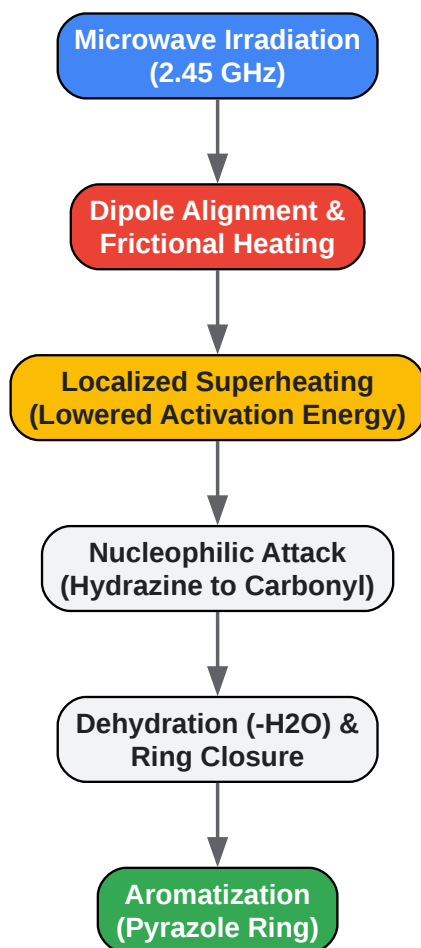 Microwave Irradiation
(2.45 GHz)
Dipole Alignment &
Frictional Heating
Localized Superheating
(Lowered Activation Energy)
Nucleophilic Attack
(Hydrazine to Carbonyl)
Dehydration (-H2O) &
Ring Closure
Aromatization
(Pyrazole Ring)